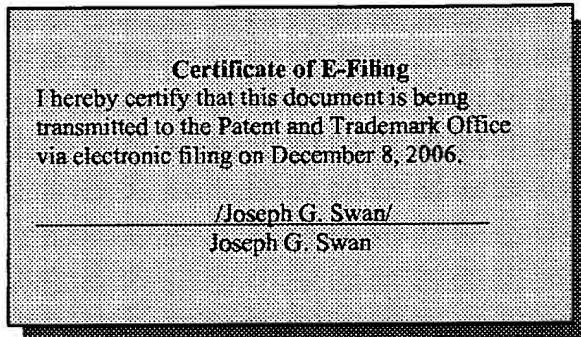 Certificate of E-Filing
I hereby certify that this document is being
transmitted to the Patent and Trademark Office
via electronic filing on December 8, 2006.
/Joseph G. Swan/
Joseph G. Swan